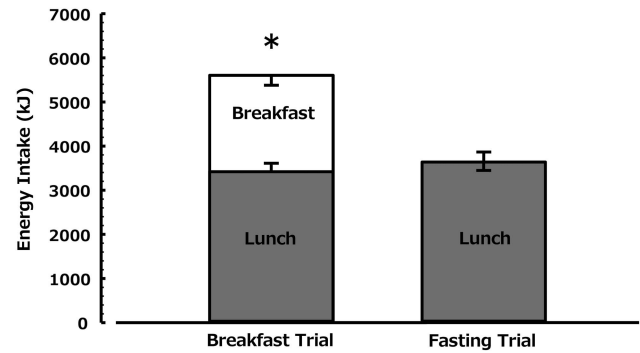 Energy Intake (kJ)
7000
6000
5000
4000
3000
2000
1000
0
*
Breakfast
Lunch
Lunch
Breakfast Trial
Fasting Trial